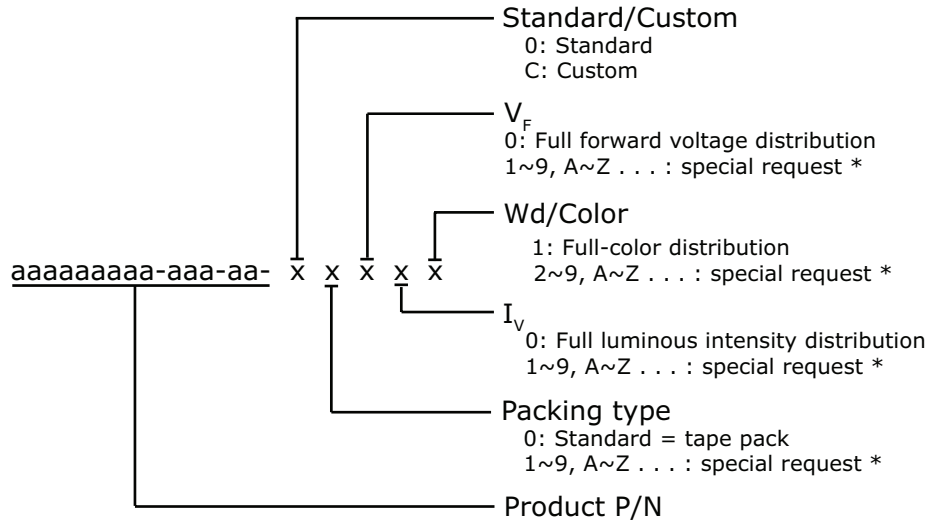 Standard/Custom
0: Standard
C: Custom
VF
0: Full forward voltage distribution
1~9, A~Z . . . : special request *
Wd/Color
1: Full-color distribution
2~9, A~Z . . . : special request *
aaaaaaaaa-aaa-aa- x x x x x
IV
0: Full luminous intensity distribution
1~9, A~Z . . . : special request *
Packing type
0: Standard = tape pack
1~9, A~Z . . . : special request *
Product P/N